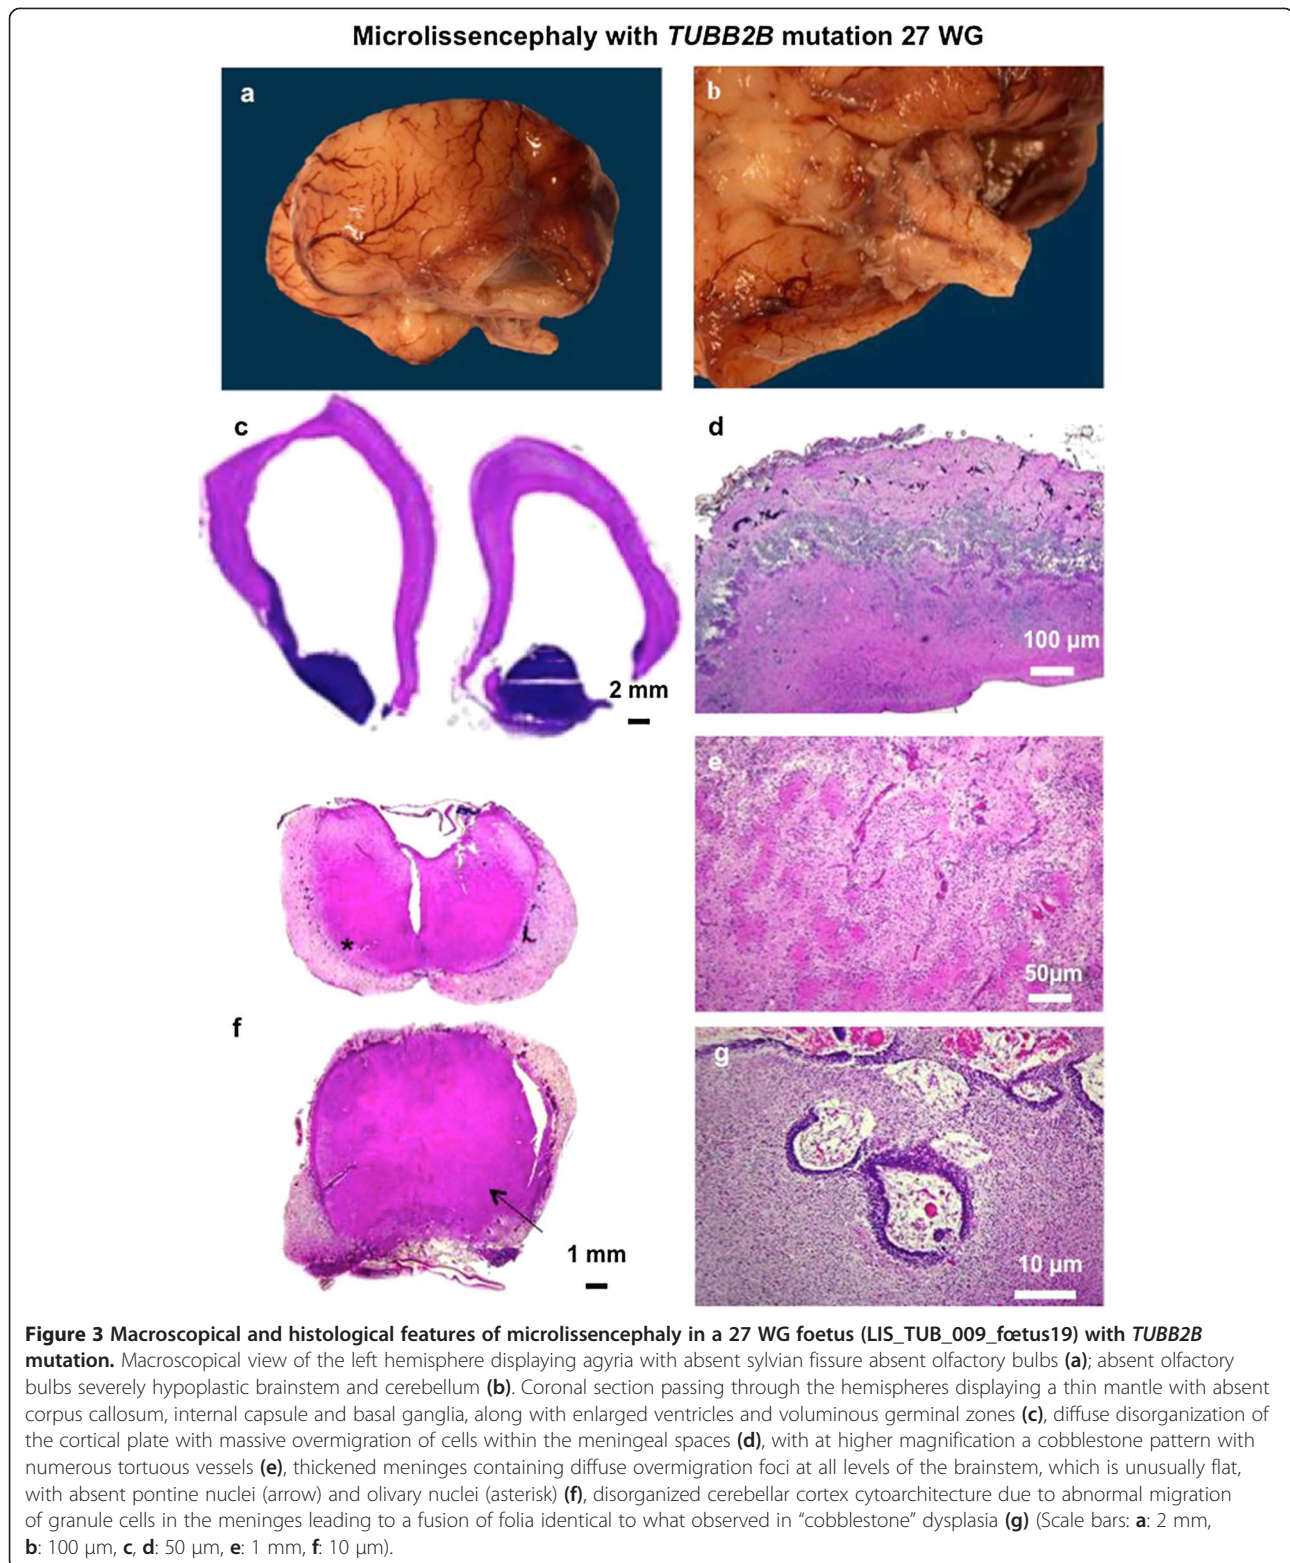 Microlissencephaly with TUBB2B mutation 27 WG
a
b
c
d
2 mm
100 µm
e
*
50µm
f
g
1 mm
10 µm
Figure 3 Macroscopical and histological features of microlissencephaly in a 27 WG foetus (LIS_TUB_009_fœtus19) with TUBB2B
mutation. Macroscopical view of the left hemisphere displaying agyria with absent sylvian fissure absent olfactory bulbs (a); absent olfactory
bulbs severely hypoplastic brainstem and cerebellum (b). Coronal section passing through the hemispheres displaying a thin mantle with absent
corpus callosum, internal capsule and basal ganglia, along with enlarged ventricles and voluminous germinal zones (c), diffuse disorganization of
the cortical plate with massive overmigration of cells within the meningeal spaces (d), with at higher magnification a cobblestone pattern with
numerous tortuous vessels (e), thickened meninges containing diffuse overmigration foci at all levels of the brainstem, which is unusually flat,
with absent pontine nuclei (arrow) and olivary nuclei (asterisk) (f), disorganized cerebellar cortex cytoarchitecture due to abnormal migration
of granule cells in the meninges leading to a fusion of folia identical to what observed in “cobblestone” dysplasia (g) (Scale bars: a: 2 mm,
b: 100 µm, c, d: 50 µm, e: 1 mm, f: 10 µm).